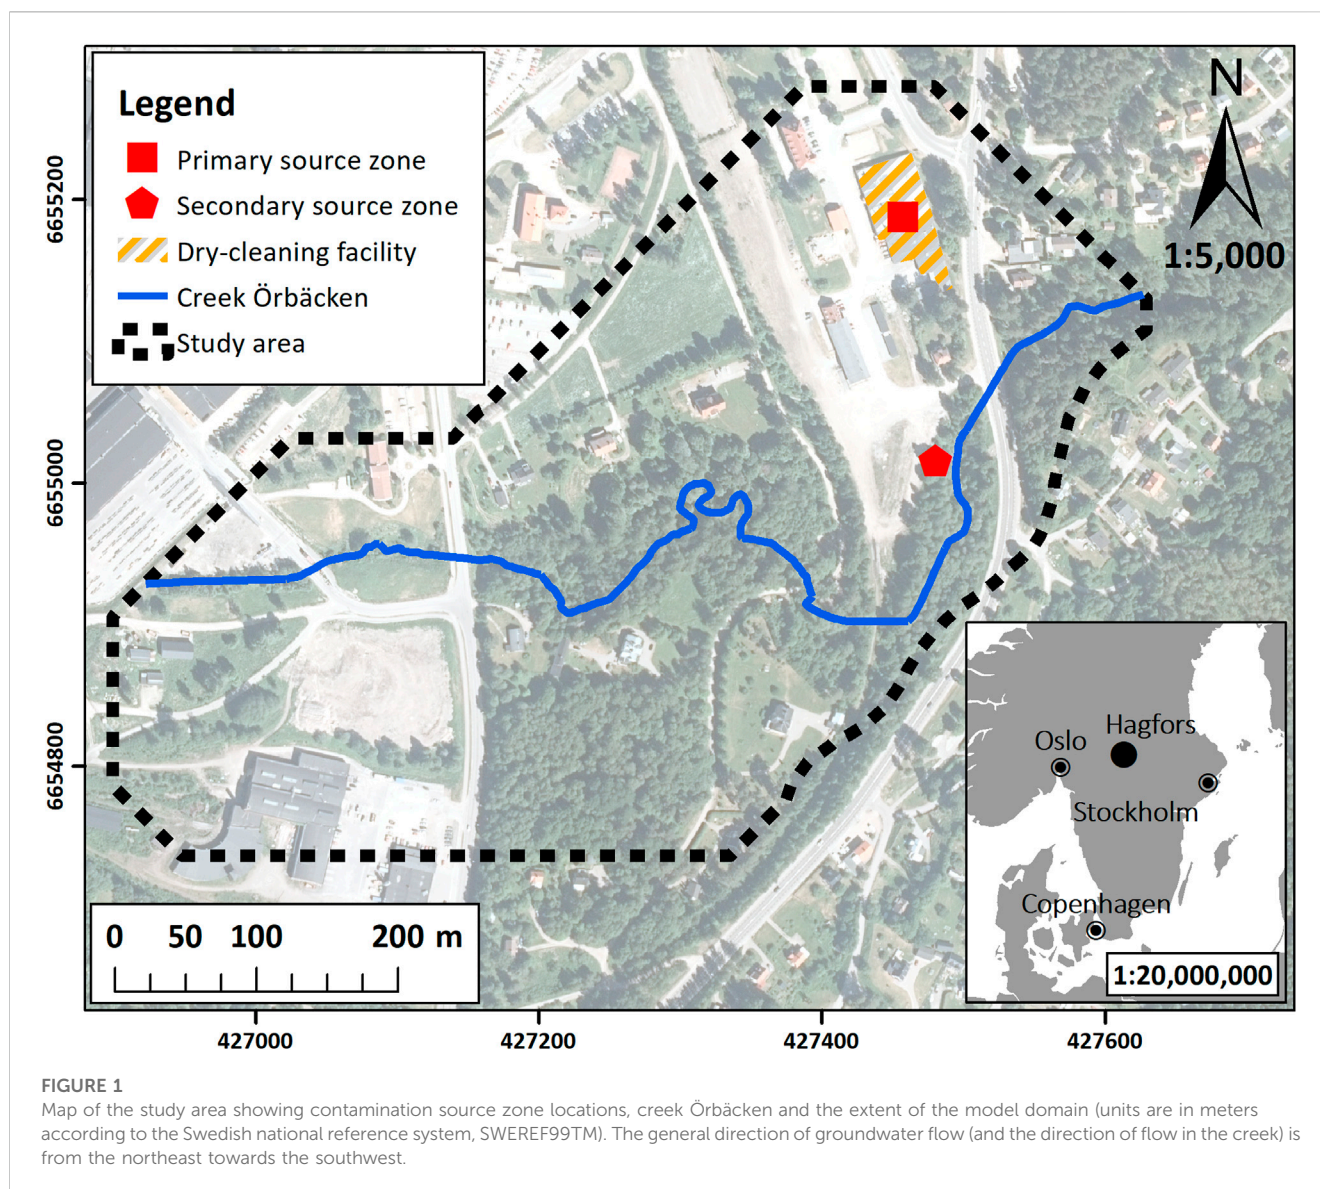 Legend
Primary source zone
Secondary source zone
Dry-cleaning facility
Creek Örbäcken
Study area
N
1:5,000
6655200
6655000
6654800
0 50 100 200 m
Oslo
Hagfors
Stockholm
Copenhagen
1:20,000,000
427000 427200 427400 427600
FIGURE 1
Map of the study area showing contamination source zone locations, creek Örbäcken and the extent of the model domain (units are in meters
according to the Swedish national reference system, SWEREF99TM). The general direction of groundwater flow (and the direction of flow in the creek) is
from the northeast towards the southwest.